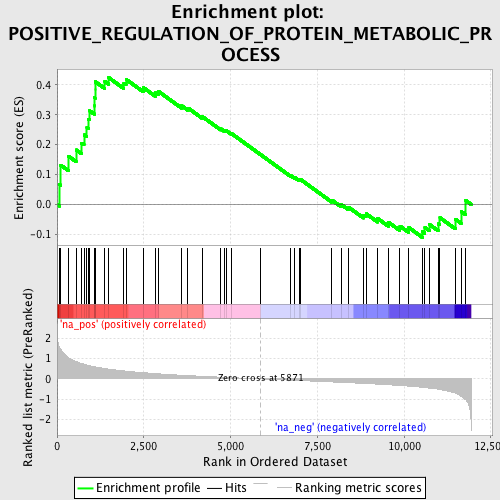 Enrichment plot:
POSITIVE_REGULATION_OF_PROTEIN_METABOLIC_PR
OCESS
Enrichment score (ES)
0.4
0.3
0.2
0.1
0.0
-0.1
'na_pos' (positively correlated)
Ranked list metric (PreRanked)
2
1
0
-1
-2
Zero cross at 5871
'na_neg' (negatively correlated)
0
2,500
5,000
7,500
10,000
12,500
Rank in Ordered Dataset
Enrichment profile
Hits
Ranking metric scores